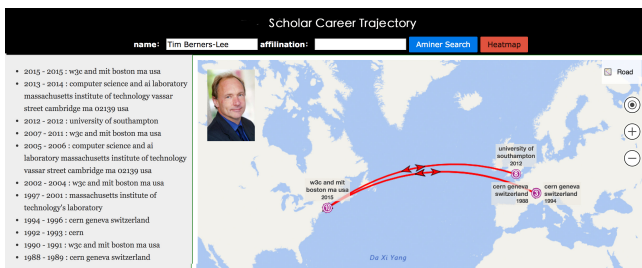 Scholar Career Trajectory
name: Tim Berners-Lee affilination: Aminer Search Heatmap
• 2015 - 2015 : w3c and mit boston ma usa
• 2013 - 2014 : computer science and ai laboratory
massachusetts institute of technology vassar
street cambridge ma 02139 usa
• 2012 - 2012 : university of southampton
• 2007 - 2011 : w3c and mit boston ma usa
• 2005 - 2006 : computer science and ai
laboratory massachusetts institute of technology
vassar street cambridge ma 02139 usa
• 2002 - 2004 : w3c and mit boston ma usa
• 1997 - 2001 : massachusetts institute of
technology's laboratory
• 1994 - 1996 : cern geneva switzerland
• 1992 - 1993 : cern
• 1990 - 1991 : w3c and mit boston ma usa
• 1988 - 1989 : cern geneva switzerland
Road
university of
southampton
2012
w3c and mit
boston ma usa
2015
cern geneva
switzerland
1988
cern geneva
switzerland
1994
Da Xi Yang